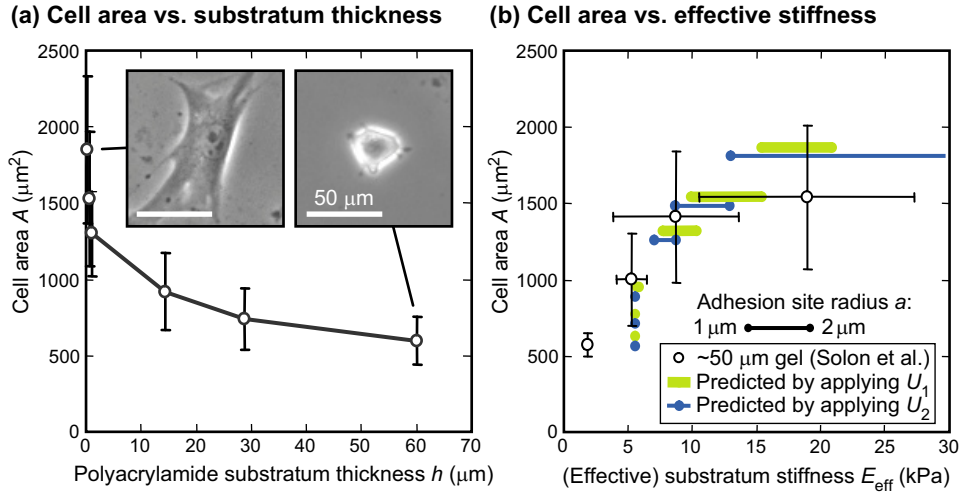 (a) Cell area vs. substratum thickness
2500
2000
1500
1000
500
0
Cell area A (μm²)
50 μm
0 10 20 30 40 50 60 70
Polyacrylamide substratum thickness h (μm)
(b) Cell area vs. effective stiffness
2500
2000
1500
1000
500
0
Cell area A (μm²)
Adhesion site radius a:
1 μm 2 μm
~50 μm gel (Solon et al.)
Predicted by applying U₁
Predicted by applying U₂
0 5 10 15 20 25 30
(Effective) substratum stiffness E_eff (kPa)